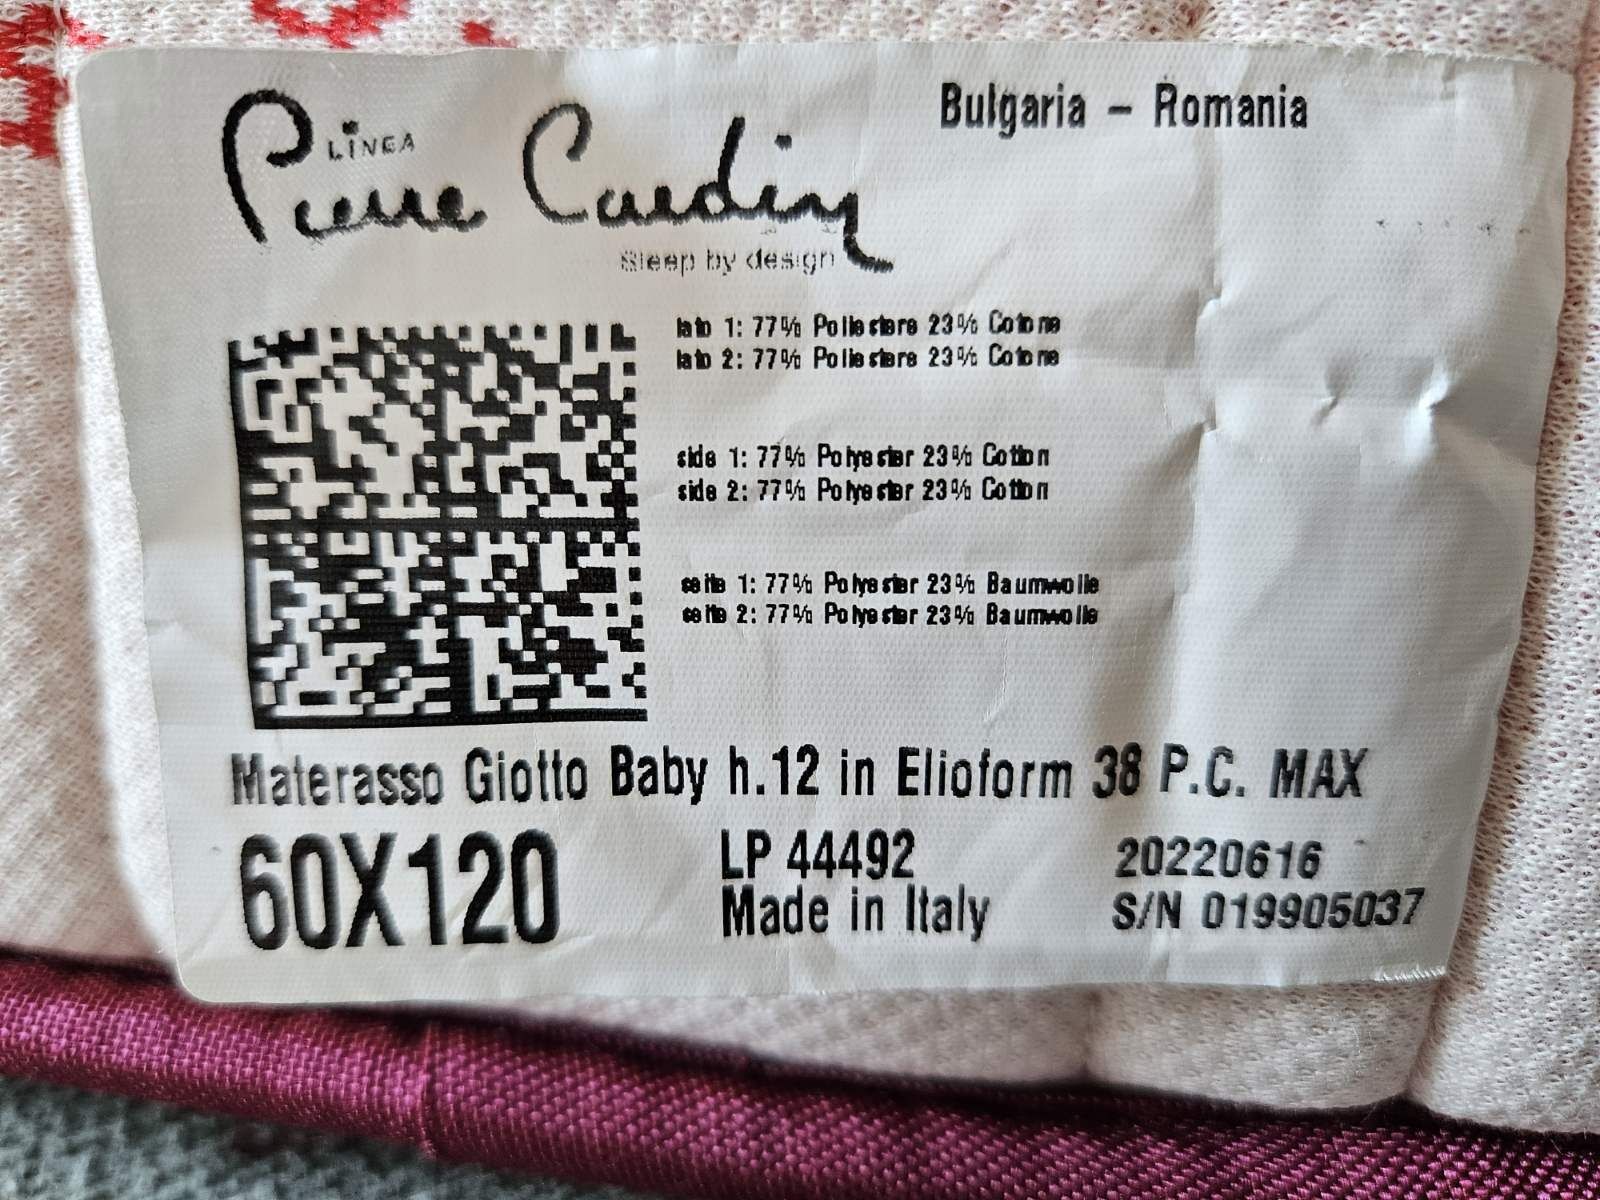 Bulgaria – Romania
LINEA
Pierre Cardin
Sleep by design
lato 1: 77% Poliestere 23% Cotone
lato 2: 77% Poliestere 23% Cotone
side 1: 77% Polyester 23% Cotton
side 2: 77% Polyester 23% Cotton
seite 1: 77% Polyester 23% Baumwolle
seite 2: 77% Polyester 23% Baumwolle
Materasso Giotto Baby h.12 in Elioform 38 P.C. MAX
60X120
LP 44492
Made in Italy
20220616
S/N 019905037